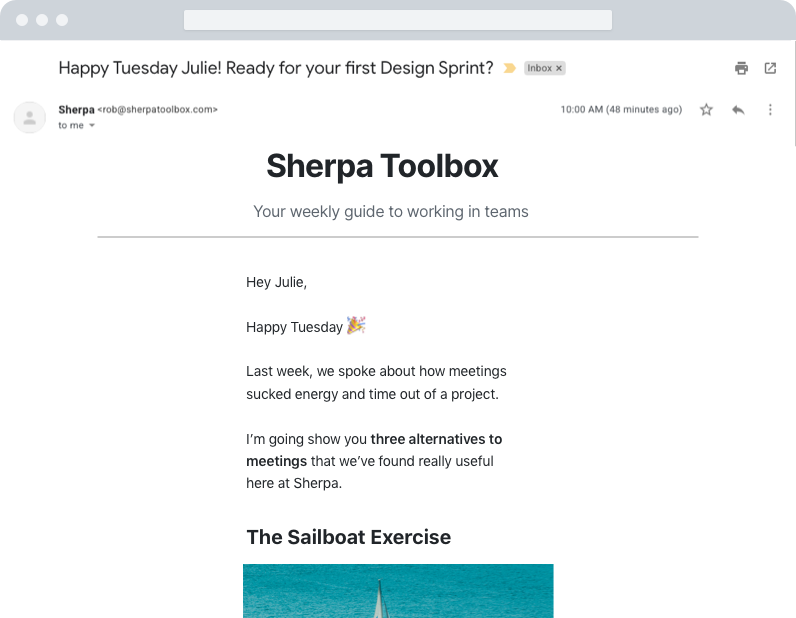 Happy Tuesday Julie! Ready for your first Design Sprint? Inbox ×
Sherpa <rob@sherpatoolbox.com> 10:00 AM (48 minutes ago)
to me
Sherpa Toolbox
Your weekly guide to working in teams
Hey Julie,
Happy Tuesday 🎉
Last week, we spoke about how meetings
sucked energy and time out of a project.
I’m going show you three alternatives to
meetings that we’ve found really useful
here at Sherpa.
The Sailboat Exercise